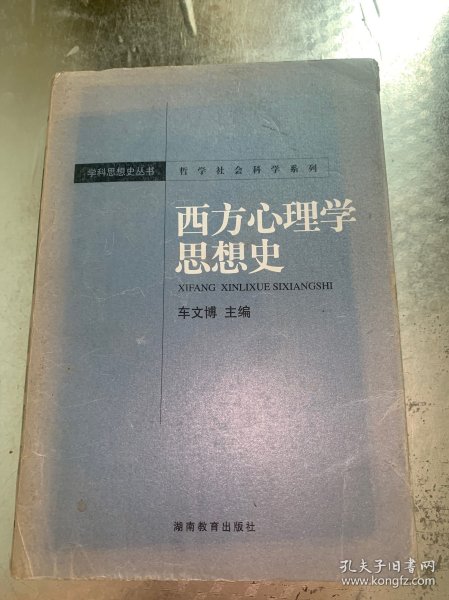 学科思想史丛书
哲学社会科学系列
西方心理学
思想史
XIFANG XINLIXUE SIXIANGSHI
车文博 主编
湖南教育出版社
孔夫子旧书网
www.kongfz.com